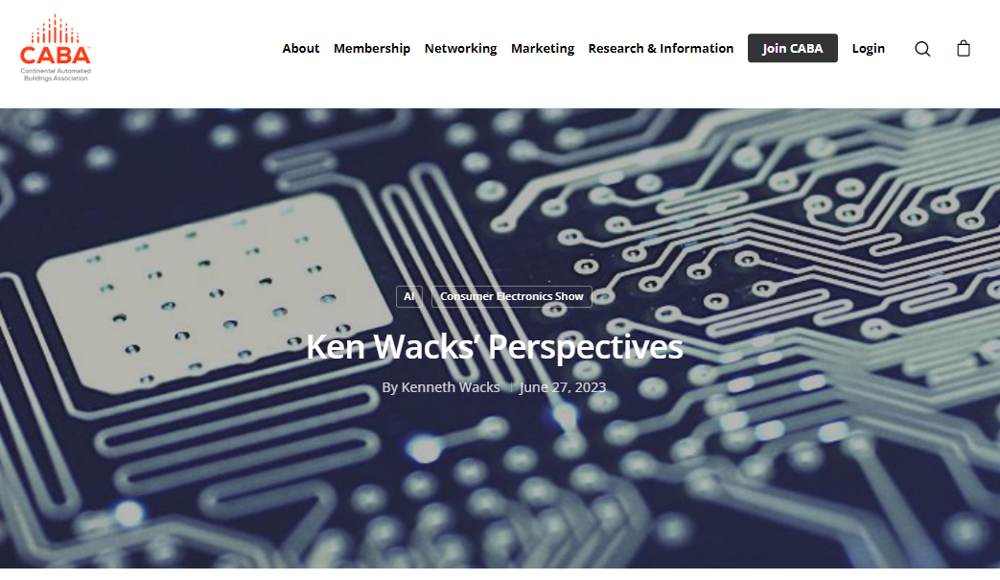 CABA
Continental Automated
Buildings Association
About Membership Networking Marketing Research & Information Join CABA Login
AI Consumer Electronics Show
Ken Wacks’ Perspectives
By Kenneth Wacks June 27, 2023